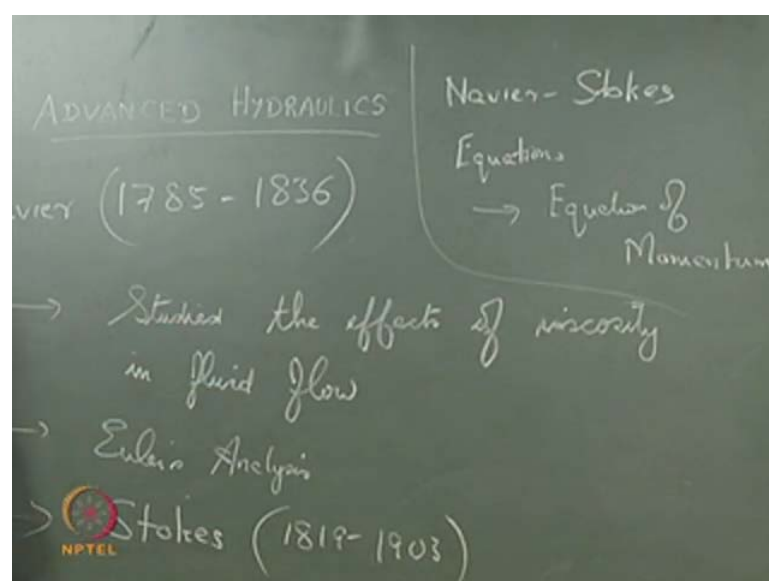 ADVANCED HYDRAULICS
vier (1785 - 1836)
→ Studied the effects of viscosity
in fluid flow
→ Euler's Analysis
→ Stokes (1819 - 1903)
Navier - Stokes
Equations
→ Equation of
Momentum
NPTEL